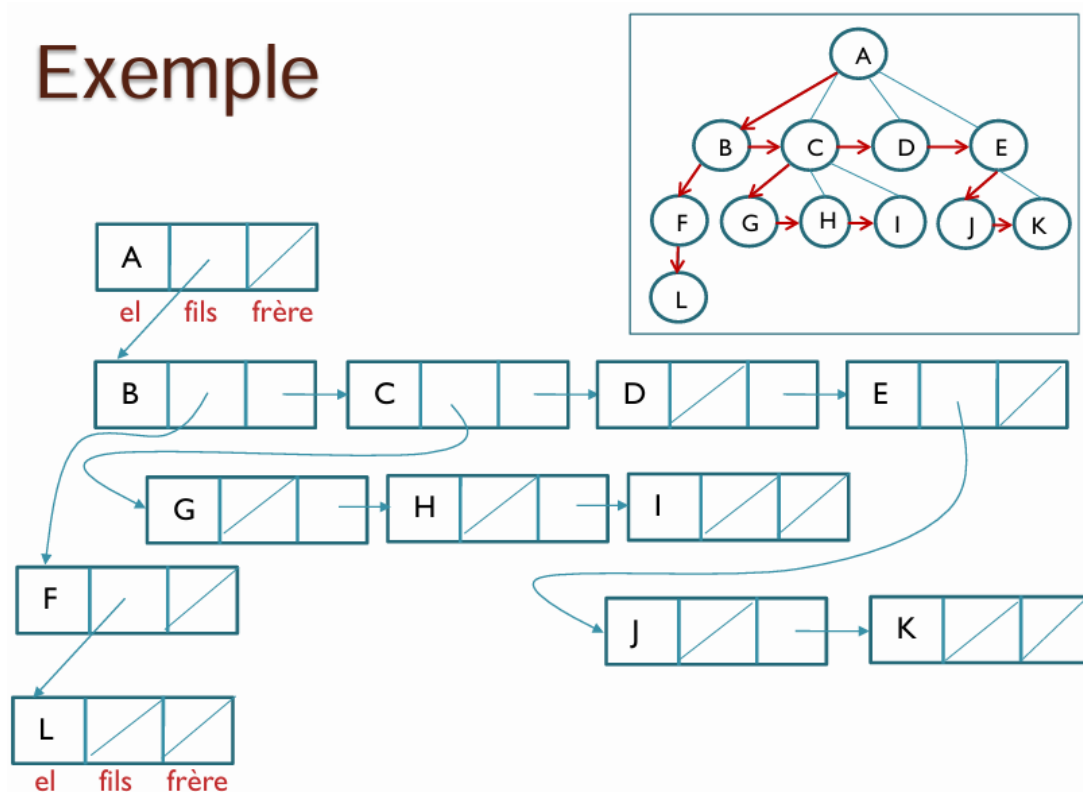 Exemple
A
B C D E
F G H I J K
L
A
el fils frère
B C D E
G H I
F
J K
L
el fils frère